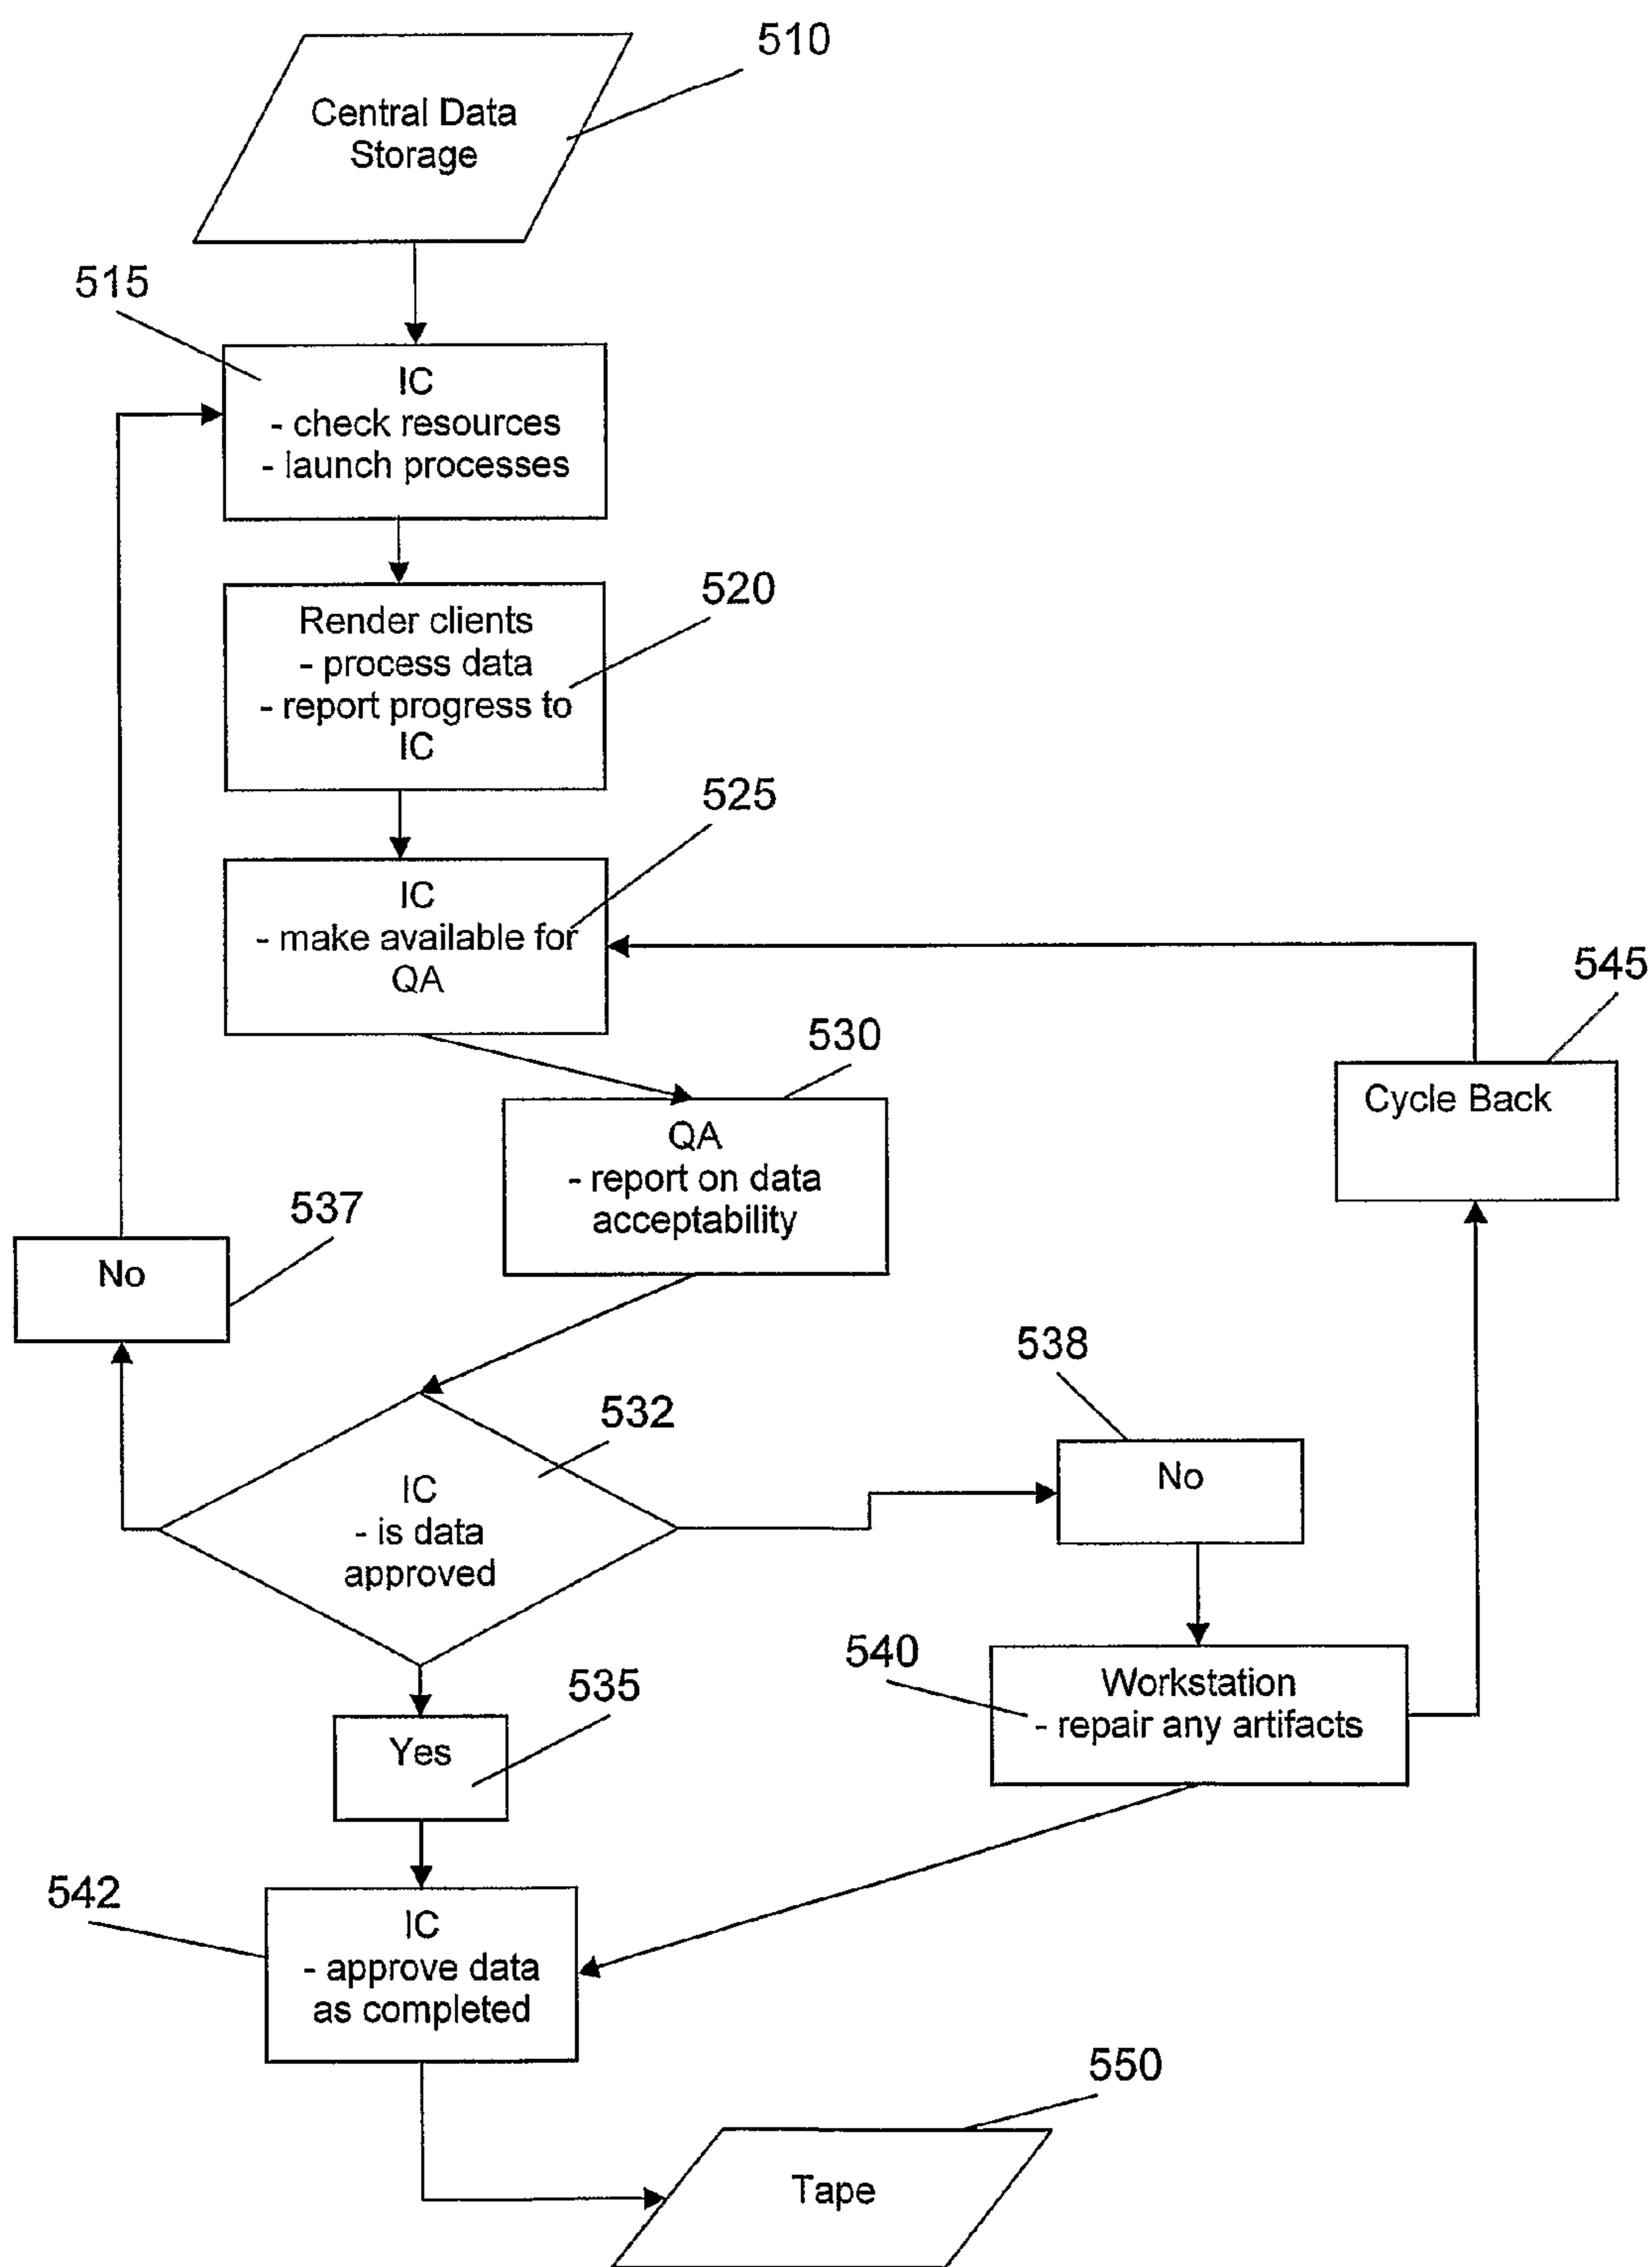 510
Central Data
Storage
515
IC
- check resources
- launch processes
520
Render clients
- process data
- report progress to
IC
525
IC
- make available for
QA
545
Cycle Back
530
QA
- report on data
acceptability
537
No
538
No
532
IC
- is data
approved
540
Workstation
- repair any artifacts
535
Yes
542
IC
- approve data
as completed
550
Tape